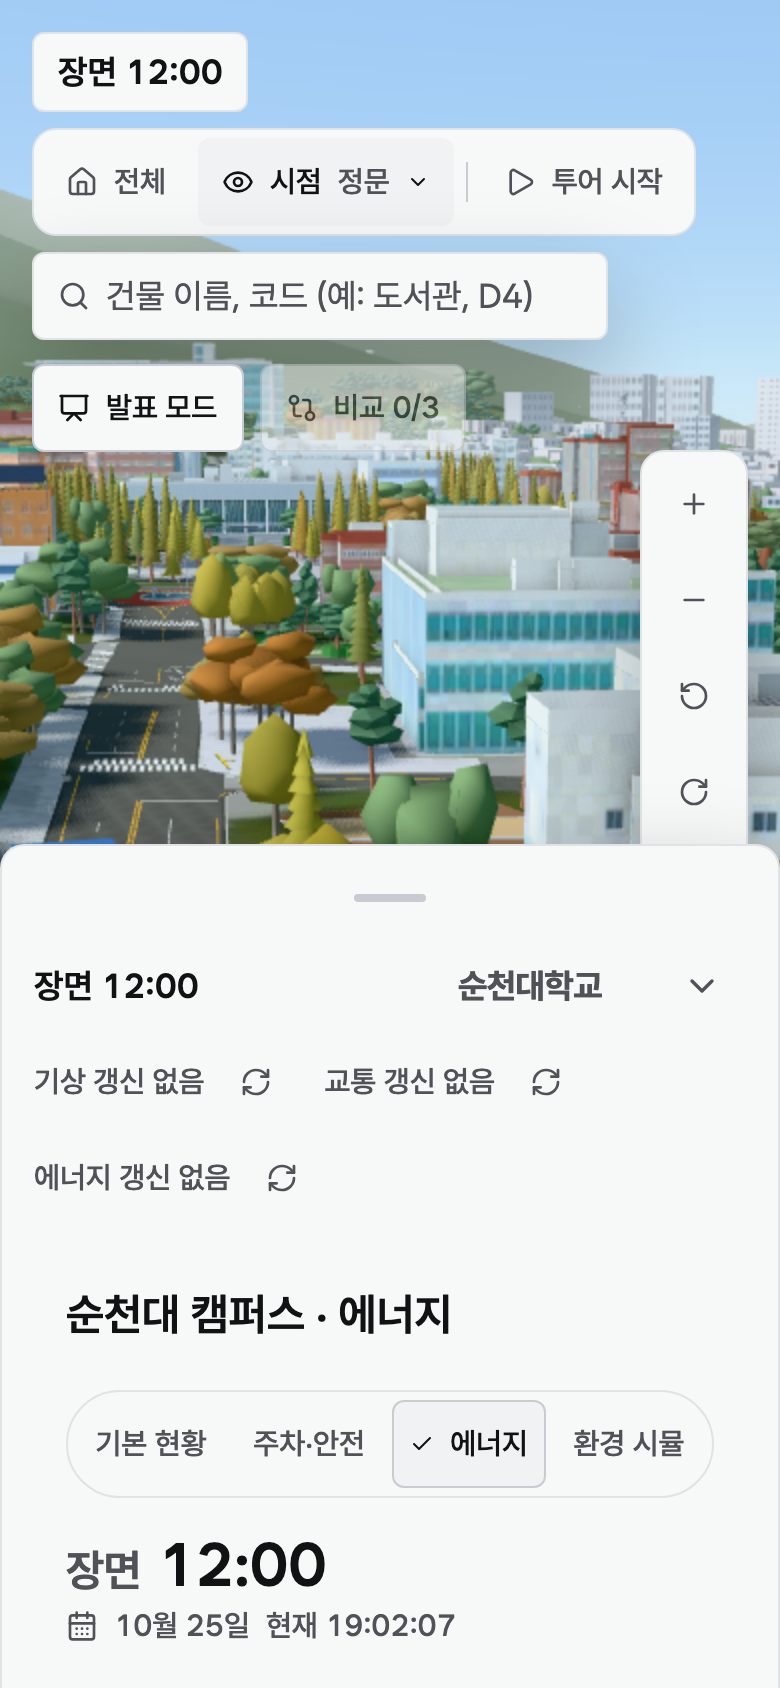 장면 12:00
전체 시점 정문 투어 시작
건물 이름, 코드 (예: 도서관, D4)
발표 모드 비교 0/3
장면 12:00 순천대학교
기상 갱신 없음 교통 갱신 없음
에너지 갱신 없음
순천대 캠퍼스 · 에너지
기본 현황 주차·안전 에너지 환경 시뮬
장면 12:00
10월 25일 현재 19:02:07